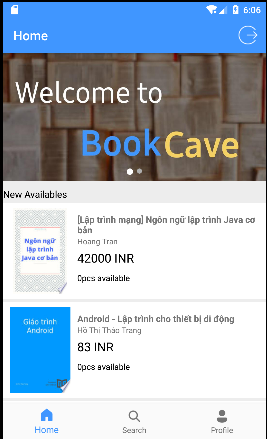 6:06
Home
Welcome to
BookCave
New Availables
Ngôn ngữ
lập trình
Java cơ bản
[Lập trình mạng] Ngôn ngữ lập trình Java cơ
bản
Hoang Tran
42000 INR
0pcs available
Giáo trình
Android
Android - Lập trình cho thiết bị di động
Hồ Thị Thảo Trang
83 INR
0pcs available
Home
Search
Profile